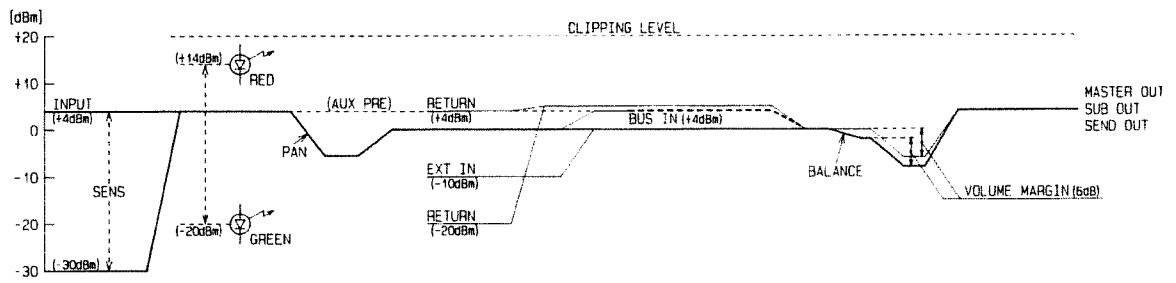 [dBm]
+20
+10
0
-10
-20
-30
CLIPPING LEVEL
(+14dBm)
RED
INPUT
(+4dBm)
(AUX PRE)
RETURN
(+4dBm)
BUS IN (+4dBm)
MASTER OUT
SUB OUT
SEND OUT
PAN
SENS
EXT IN
(-10dBm)
BALANCE
VOLUME MARGIN (6dB)
RETURN
(-20dBm)
(-20dBm)
GREEN
(-30dBm)